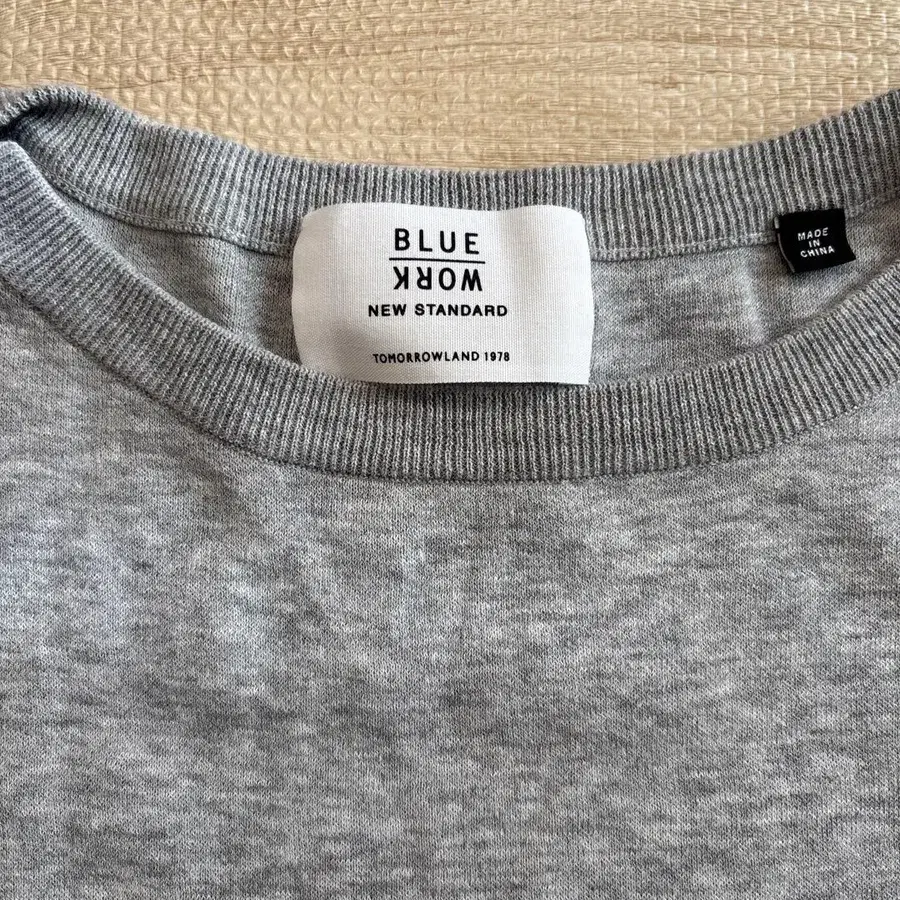 BLUE
WORK
NEW STANDARD
TOMORROWLAND 1978
MADE
IN
CHINA